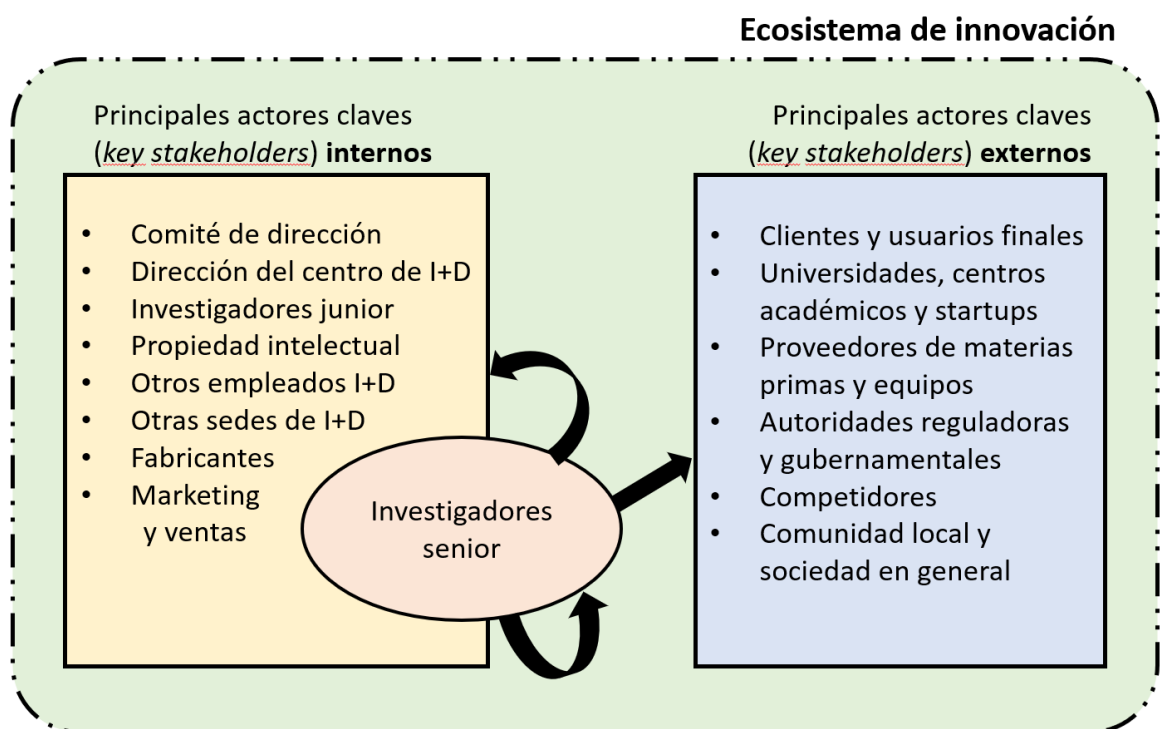 Ecosistema de innovación
Principales actores claves
(key stakeholders) internos
• Comité de dirección
• Dirección del centro de I+D
• Investigadores junior
• Propiedad intelectual
• Otros empleados I+D
• Otras sedes de I+D
• Fabricantes
• Marketing
y ventas
Investigadores
senior
Principales actores claves
(key stakeholders) externos
• Clientes y usuarios finales
• Universidades, centros
académicos y startups
• Proveedores de materias
primas y equipos
• Autoridades reguladoras
y gubernamentales
• Competidores
• Comunidad local y
sociedad en general